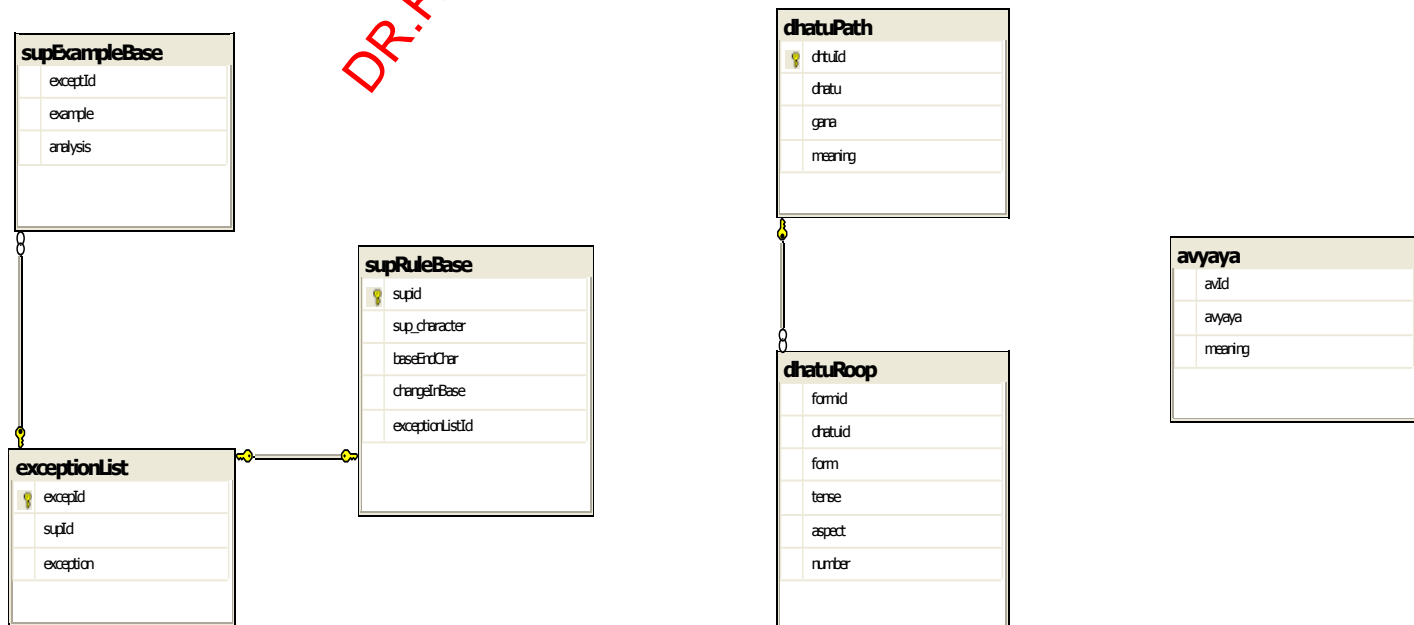 DR.
supExampleBase
exceptId
example
analysis
supRuleBase
supid
sup_character
baseEndChar
changeInBase
exceptionListId
exceptionList
excepId
supId
exception
dhatuPath
dhtuId
dhatu
gana
meaning
dhatuRoop
formid
dhatuid
form
tense
aspect
number
avyaya
avId
avyaya
meaning